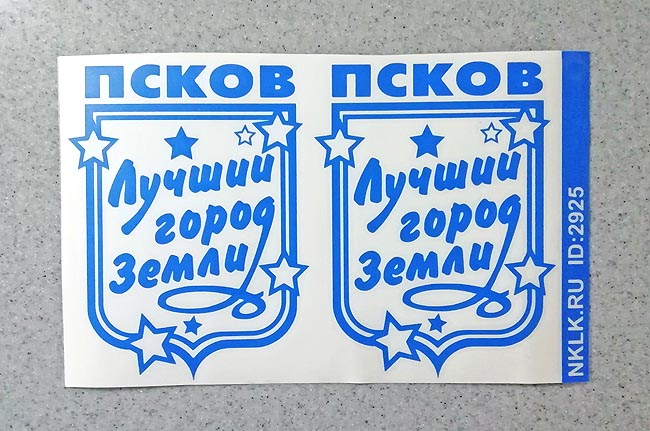 ПСКОВ
Лучший
город
Земли
ПСКОВ
Лучший
город
Земли
NKLK.RU ID:2925